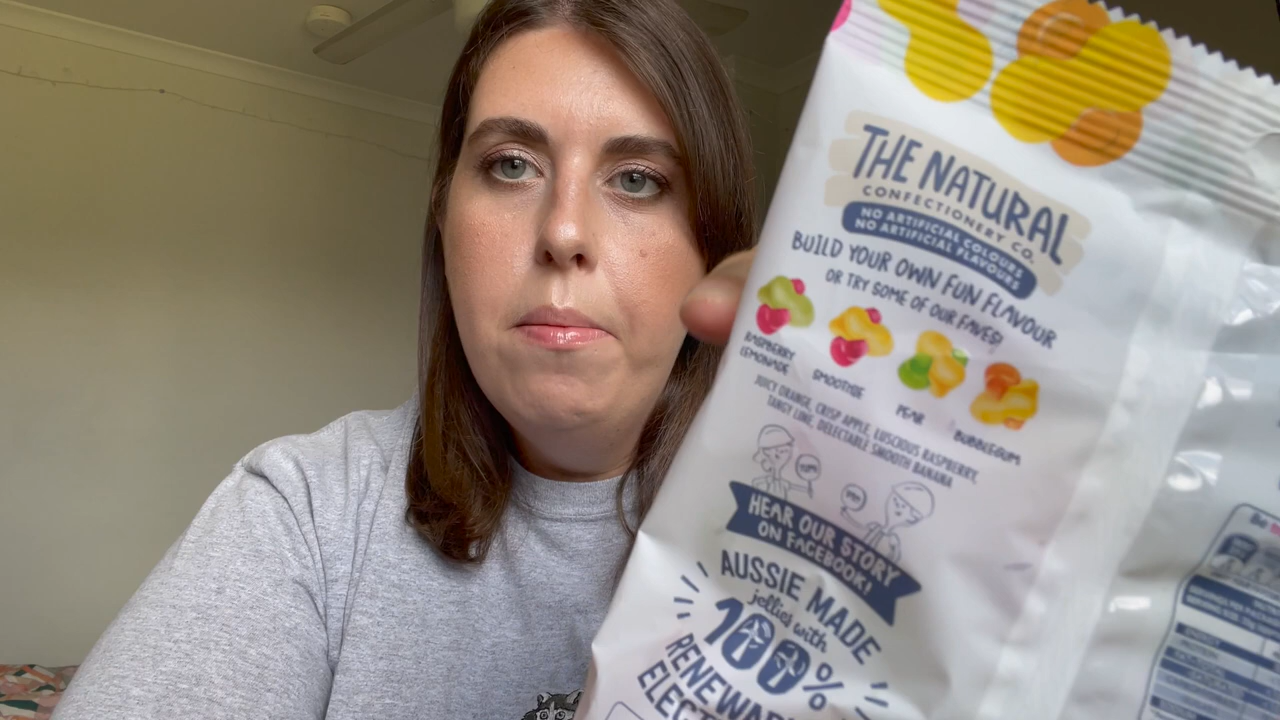 THE NATURAL
CONFECTIONERY CO.
NO ARTIFICIAL COLOURS
NO ARTIFICIAL FLAVOURS
BUILD YOUR OWN FUN FLAVOUR
OR TRY SOME OF OUR FAVES!
RASPBERRY
LEMONADE
SMOOTHIE
PEAR
BUBBLEGUM
JUICY ORANGE, CRISP APPLE, LUSCIOUS RASPBERRY,
TANGY LIME, DELECTABLE SMOOTH BANANA
HEAR OUR STORY
ON FACEBOOK!
AUSSIE MADE
jellies with
100%